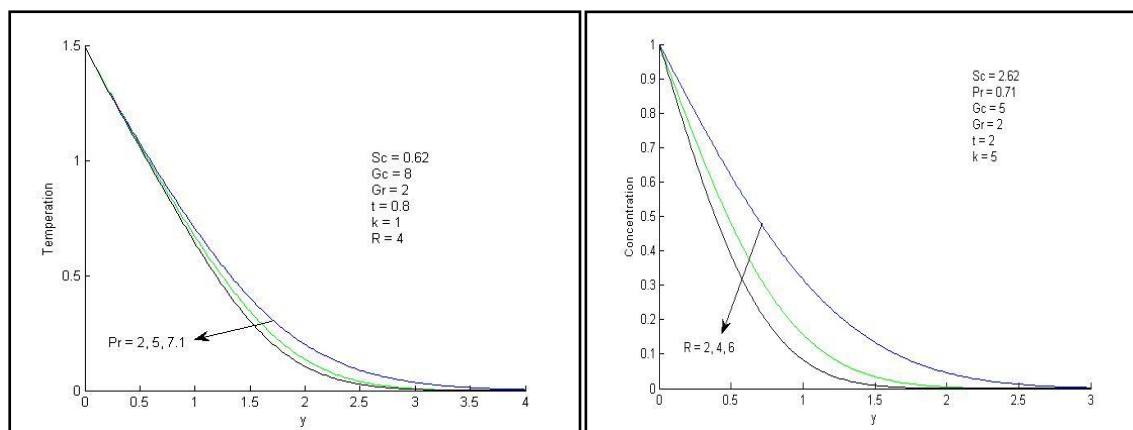 1.5
1
0.5
0
Temperation
Sc = 0.62
Gc = 8
Gr = 2
t = 0.8
k = 1
R = 4
Pr = 2, 5, 7.1
0 0.5 1 1.5 2 2.5 3 3.5 4
y
1
0.9
0.8
0.7
0.6
0.5
0.4
0.3
0.2
0.1
0
Concentration
Sc = 2.62
Pr = 0.71
Gc = 5
Gr = 2
t = 2
k = 5
R = 2, 4, 6
0 0.5 1 1.5 2 2.5 3
y